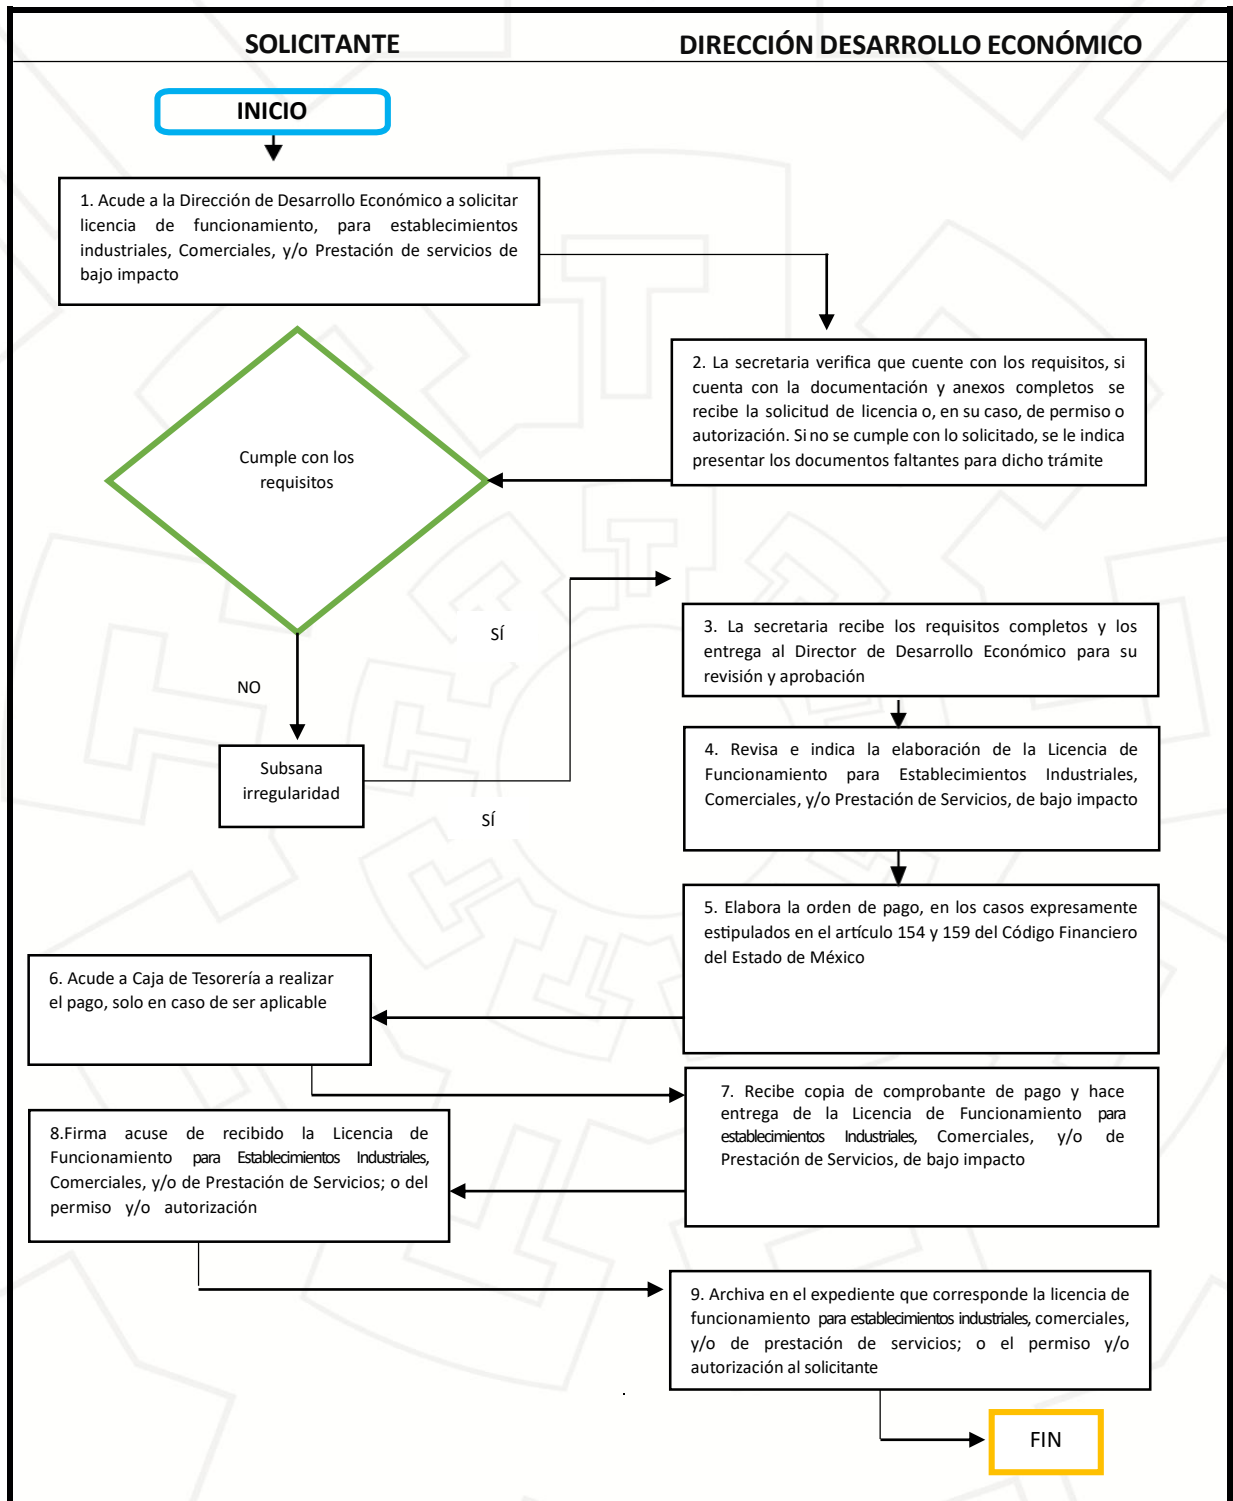 SOLICITANTE
DIRECCIÓN DESARROLLO ECONÓMICO
INICIO
1. Acude a la Dirección de Desarrollo Económico a solicitar
licencia de funcionamiento, para establecimientos
industriales, Comerciales, y/o Prestación de servicios de
bajo impacto
2. La secretaria verifica que cuente con los requisitos, si
cuenta con la documentación y anexos completos se
recibe la solicitud de licencia o, en su caso, de permiso o
autorización. Si no se cumple con lo solicitado, se le indica
presentar los documentos faltantes para dicho trámite
Cumple con los
requisitos
SÍ
3. La secretaria recibe los requisitos completos y los
entrega al Director de Desarrollo Económico para su
revisión y aprobación
NO
Subsana
irregularidad
SÍ
4. Revisa e indica la elaboración de la Licencia de
Funcionamiento para Establecimientos Industriales,
Comerciales, y/o Prestación de Servicios, de bajo impacto
5. Elabora la orden de pago, en los casos expresamente
estipulados en el artículo 154 y 159 del Código Financiero
del Estado de México
6. Acude a Caja de Tesorería a realizar
el pago, solo en caso de ser aplicable
7. Recibe copia de comprobante de pago y hace
entrega de la Licencia de Funcionamiento para
establecimientos Industriales, Comerciales, y/o de
Prestación de Servicios, de bajo impacto
8.Firma acuse de recibido la Licencia de
Funcionamiento para Establecimientos Industriales,
Comerciales, y/o de Prestación de Servicios; o del
permiso y/o autorización
9. Archiva en el expediente que corresponde la licencia de
funcionamiento para establecimientos industriales, comerciales,
y/o de prestación de servicios; o el permiso y/o
autorización al solicitante
.
FIN